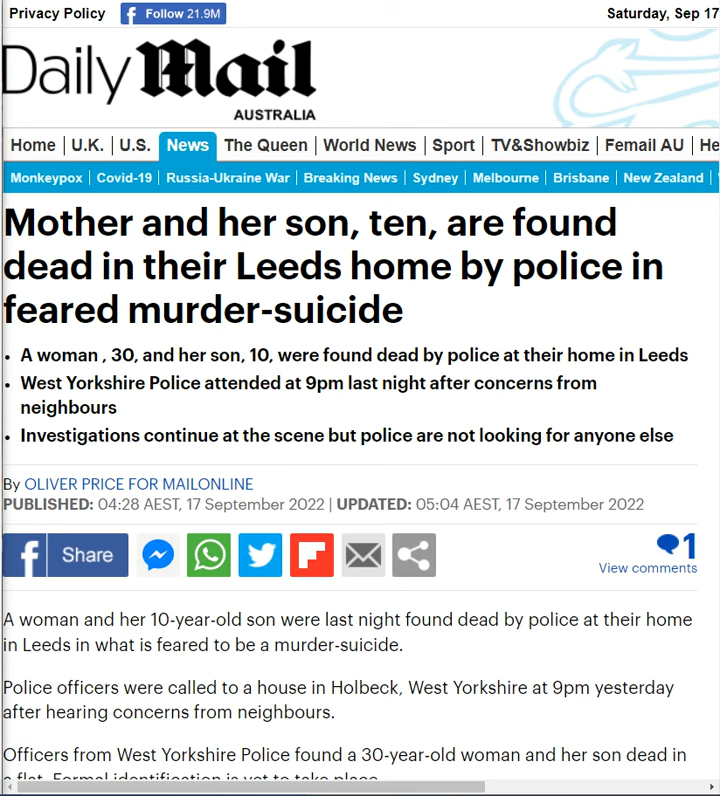 Privacy Policy Follow 21.9M Saturday, Sep 17
Daily Mail
AUSTRALIA
Home | U.K. | U.S. News The Queen | World News | Sport | TV&Showbiz | Femail AU | He
Monkeypox | Covid-19 | Russia-Ukraine War | Breaking News | Sydney | Melbourne | Brisbane | New Zealand |
Mother and her son, ten, are found
dead in their Leeds home by police in
feared murder-suicide
• A woman , 30, and her son, 10, were found dead by police at their home in Leeds
• West Yorkshire Police attended at 9pm last night after concerns from
neighbours
• Investigations continue at the scene but police are not looking for anyone else
By OLIVER PRICE FOR MAILONLINE
PUBLISHED: 04:28 AEST, 17 September 2022 | UPDATED: 05:04 AEST, 17 September 2022
Share
1
View comments
A woman and her 10-year-old son were last night found dead by police at their home
in Leeds in what is feared to be a murder-suicide.
Police officers were called to a house in Holbeck, West Yorkshire at 9pm yesterday
after hearing concerns from neighbours.
Officers from West Yorkshire Police found a 30-year-old woman and her son dead in
a flat. Formal identification is yet to take place